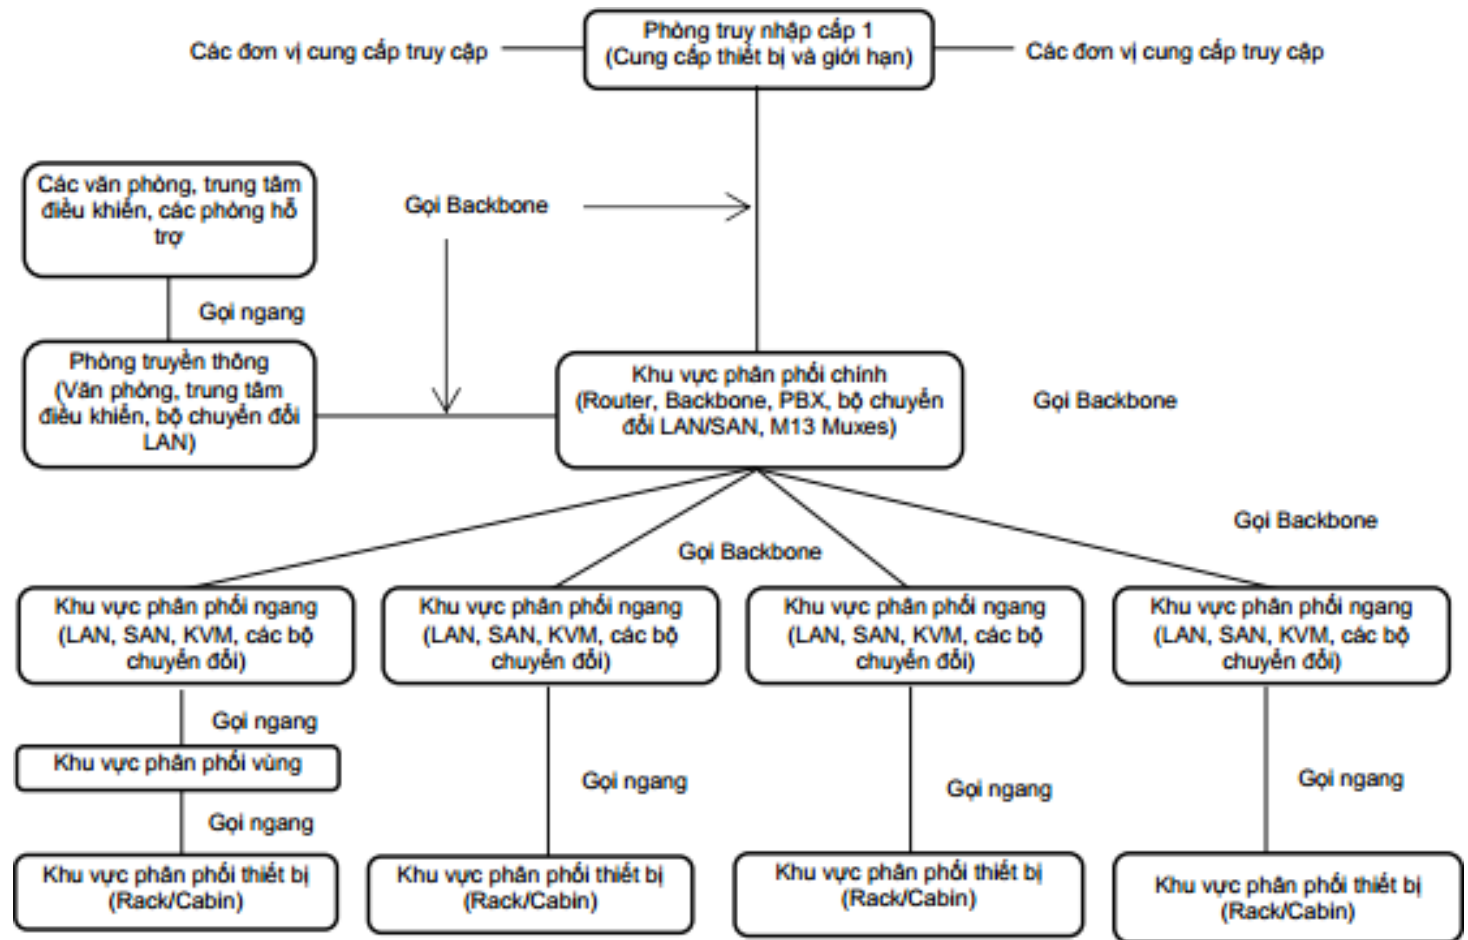 Phòng truy nhập cấp 1
(Cung cấp thiết bị và giới hạn)
Các đơn vị cung cấp truy cập
Các đơn vị cung cấp truy cập
Các văn phòng, trung tâm
điều khiển, các phòng hỗ
trợ
Gọi Backbone
Gọi ngang
Phòng truyền thông
(Văn phòng, trung tâm
điều khiển, bộ chuyển đổi
LAN)
Khu vực phân phối chính
(Router, Backbone, PBX, bộ chuyển
đổi LAN/SAN, M13 Muxes)
Gọi Backbone
Gọi Backbone
Gọi Backbone
Khu vực phân phối ngang
(LAN, SAN, KVM, các bộ
chuyển đổi)
Khu vực phân phối ngang
(LAN, SAN, KVM, các bộ
chuyển đổi)
Khu vực phân phối ngang
(LAN, SAN, KVM, các bộ
chuyển đổi)
Khu vực phân phối ngang
(LAN, SAN, KVM, các bộ
chuyển đổi)
Gọi ngang
Khu vực phân phối vùng
Gọi ngang
Gọi ngang
Gọi ngang
Gọi ngang
Khu vực phân phối thiết bị
(Rack/Cabin)
Khu vực phân phối thiết bị
(Rack/Cabin)
Khu vực phân phối thiết bị
(Rack/Cabin)
Khu vực phân phối thiết bị
(Rack/Cabin)